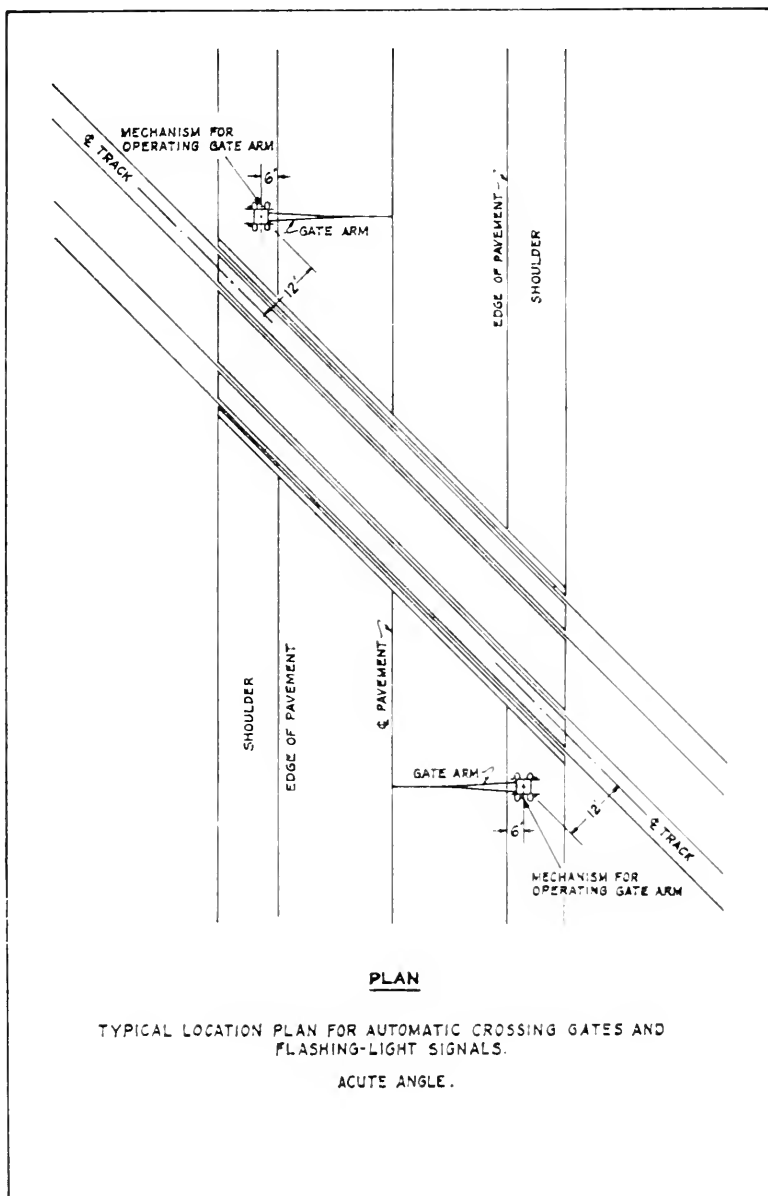 MECHANISM FOR
OPERATING GATE ARM
℄ TRACK
6'
GATE ARM
12'
EDGE OF PAVEMENT
SHOULDER
SHOULDER
EDGE OF PAVEMENT
℄ PAVEMENT
GATE ARM
6'
12'
℄ TRACK
MECHANISM FOR
OPERATING GATE ARM
PLAN
TYPICAL LOCATION PLAN FOR AUTOMATIC CROSSING GATES AND
FLASHING-LIGHT SIGNALS.
ACUTE ANGLE.